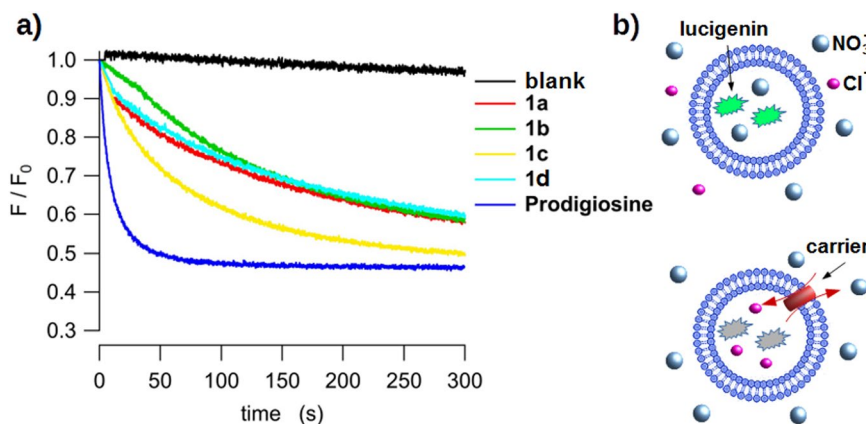 a)
1.0
0.9
0.8
0.7
0.6
0.5
0.4
0.3
F / F₀
0
50
100
150
200
250
300
time (s)
blank
1a
1b
1c
1d
Prodigiosine
b)
lucigenin
NO₃⁻
Cl⁻
carrier